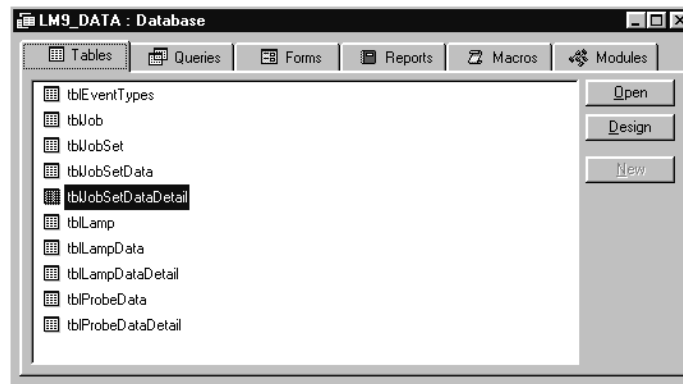 LM9_DATA : Database
Tables Queries Forms Reports Macros Modules
tblEventTypes
tblJob
tblJobSet
tblJobSetData
tblJobSetDataDetail
tblLamp
tblLampData
tblLampDataDetail
tblProbeData
tblProbeDataDetail
Open
Design
New